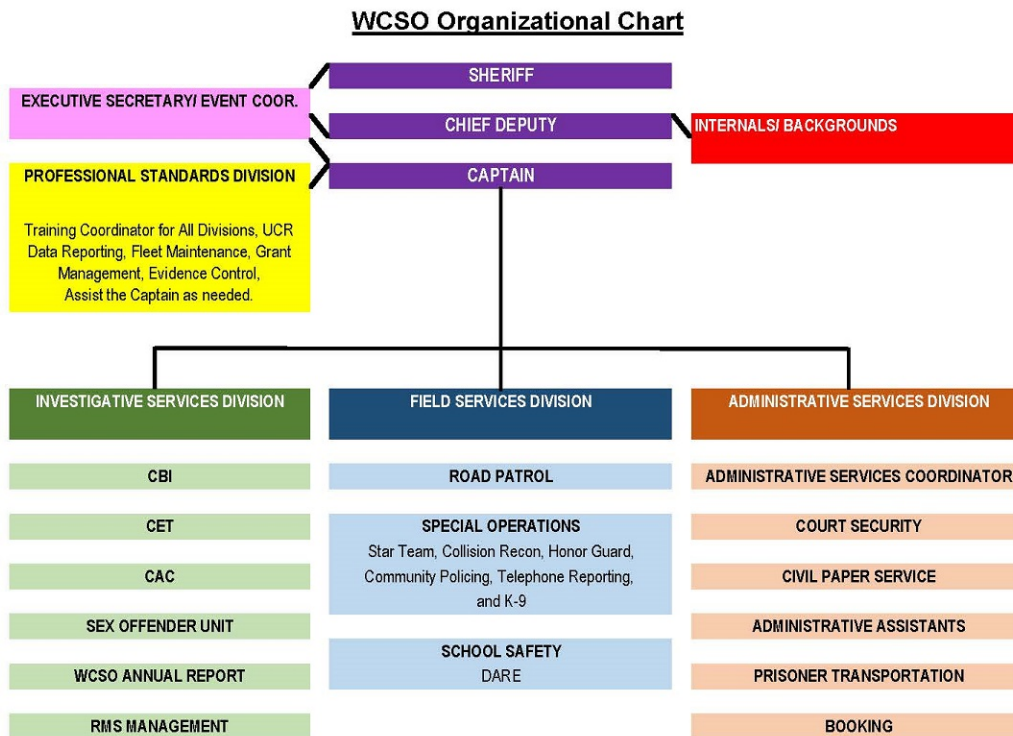 WCSO Organizational Chart
SHERIFF
EXECUTIVE SECRETARY/ EVENT COOR.
CHIEF DEPUTY
INTERNALS/ BACKGROUNDS
CAPTAIN
PROFESSIONAL STANDARDS DIVISION
Training Coordinator for All Divisions, UCR
Data Reporting, Fleet Maintenance, Grant
Management, Evidence Control,
Assist the Captain as needed.
INVESTIGATIVE SERVICES DIVISION
CBI
CET
CAC
SEX OFFENDER UNIT
WCSO ANNUAL REPORT
RMS MANAGEMENT
FIELD SERVICES DIVISION
ROAD PATROL
SPECIAL OPERATIONS
Star Team, Collision Recon, Honor Guard,
Community Policing, Telephone Reporting,
and K-9
SCHOOL SAFETY
DARE
ADMINISTRATIVE SERVICES DIVISION
ADMINISTRATIVE SERVICES COORDINATOR
COURT SECURITY
CIVIL PAPER SERVICE
ADMINISTRATIVE ASSISTANTS
PRISONER TRANSPORTATION
BOOKING